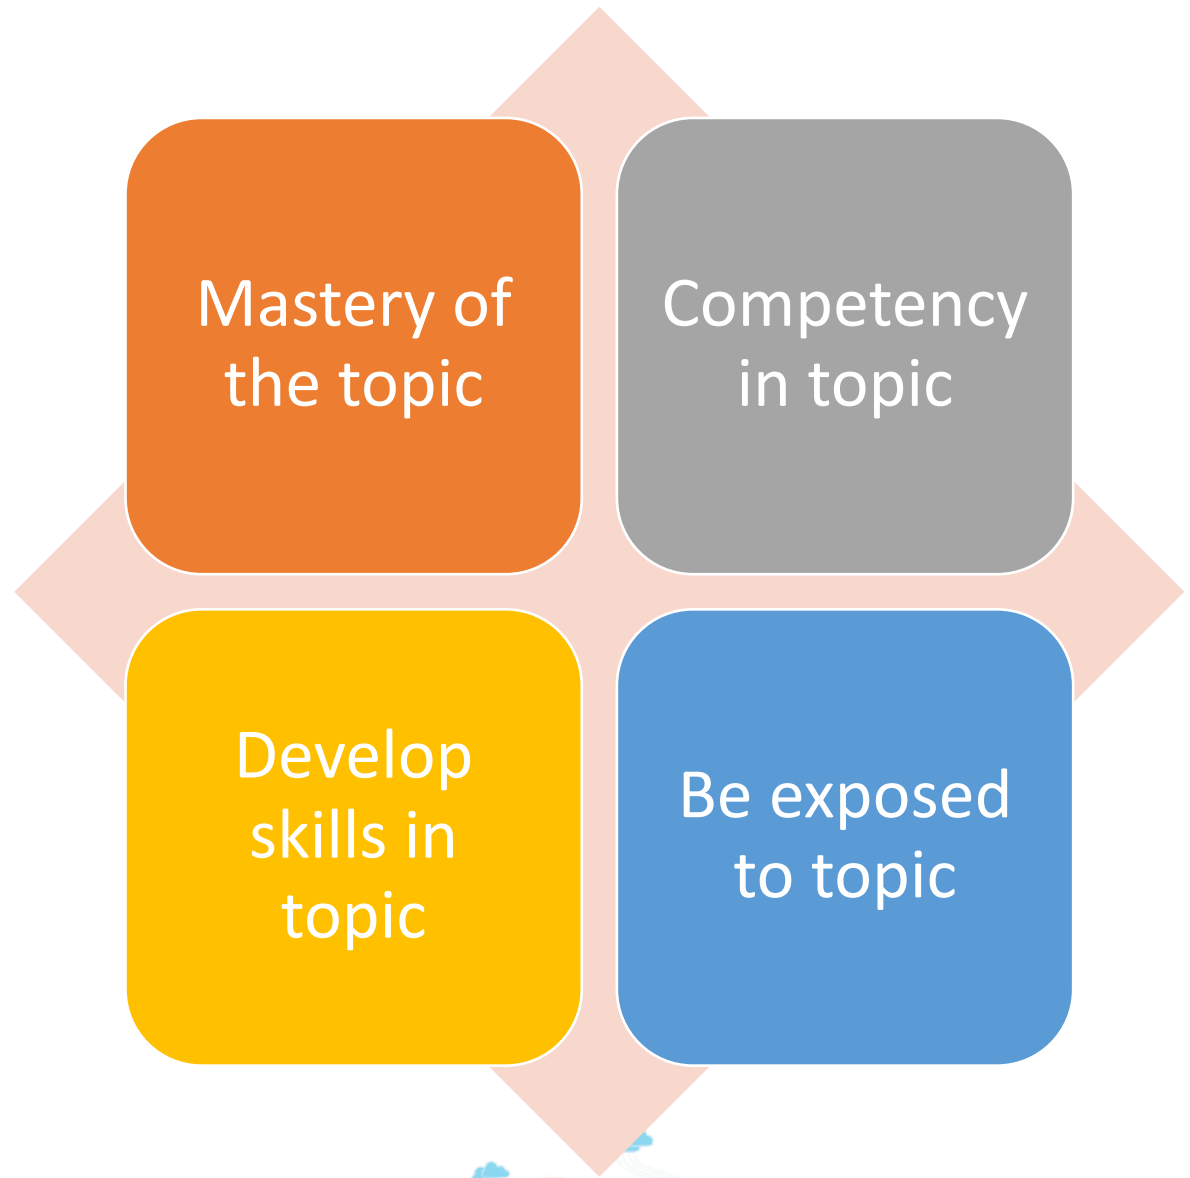 Mastery of
the topic
Competency
in topic
Develop
skills in
topic
Be exposed
to topic